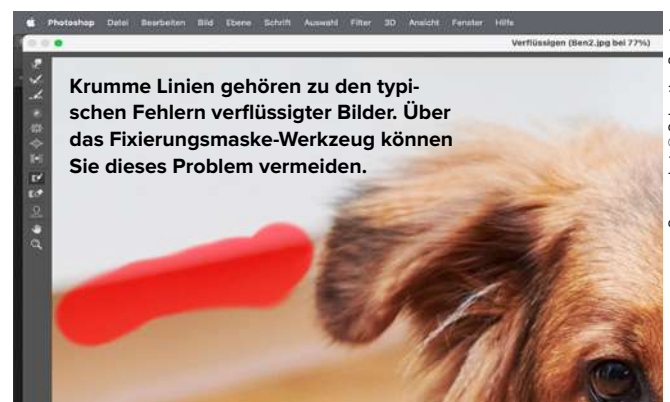 Photoshop Datei Bearbeiten Bild Ebene Schrift Auswahl Filter 3D Ansicht Fenster Hilfe
Verflüssigen (Ben2.jpg bei 77%)
Krumme Linien gehören zu den typi-
schen Fehlern verflüssigter Bilder. Über
das Fixierungsmaske-Werkzeug können
Sie dieses Problem vermeiden.